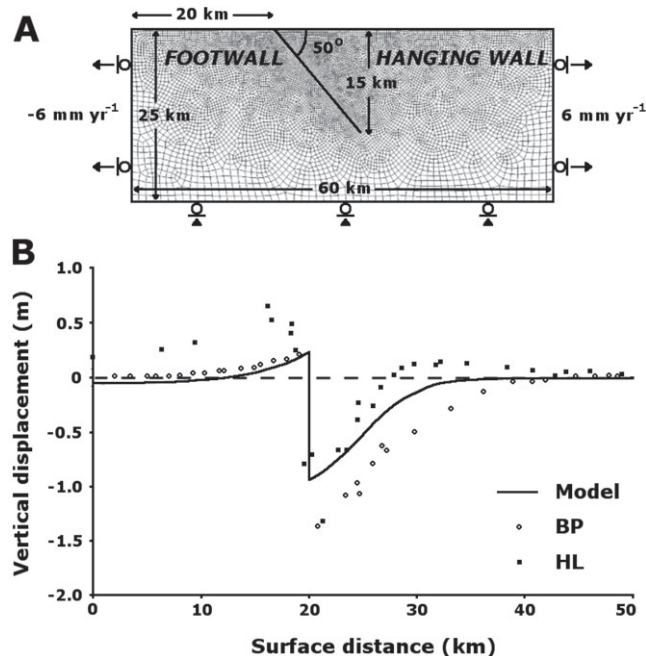 20 km
A
50°
FOOTWALL
HANGING WALL
15 km
-6 mm yr-1
25 km
6 mm yr-1
60 km
B
1.0
0.5
0
-0.5
-1.0
-1.5
-2.0
Vertical displacement (m)
Model
BP
HL
0 10 20 30 40 50
Surface distance (km)